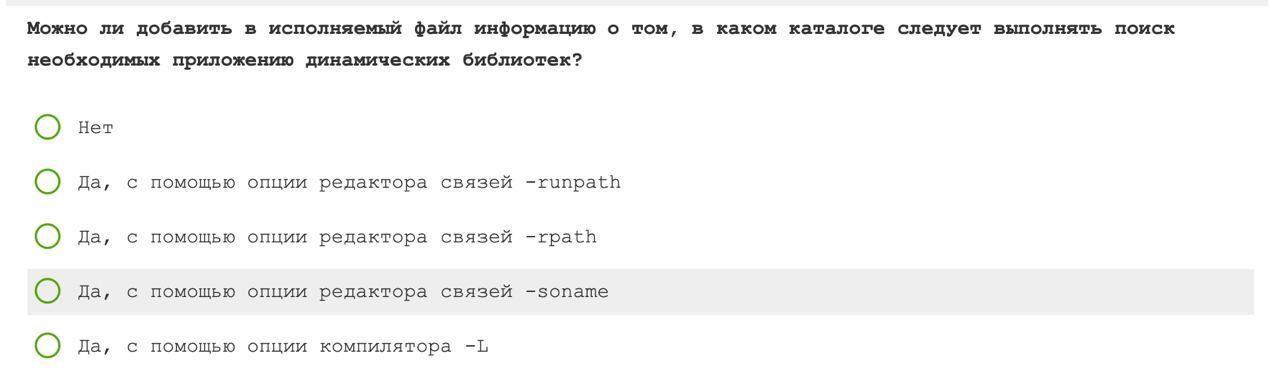 Можно ли добавить в исполняемый файл информацию о том, в каком каталоге следует выполнять поиск
необходимых приложению динамических библиотек?
Нет
Да, с помощью опции редактора связей -runpath
Да, с помощью опции редактора связей -rpath
Да, с помощью опции редактора связей -soname
Да, с помощью опции компилятора -L